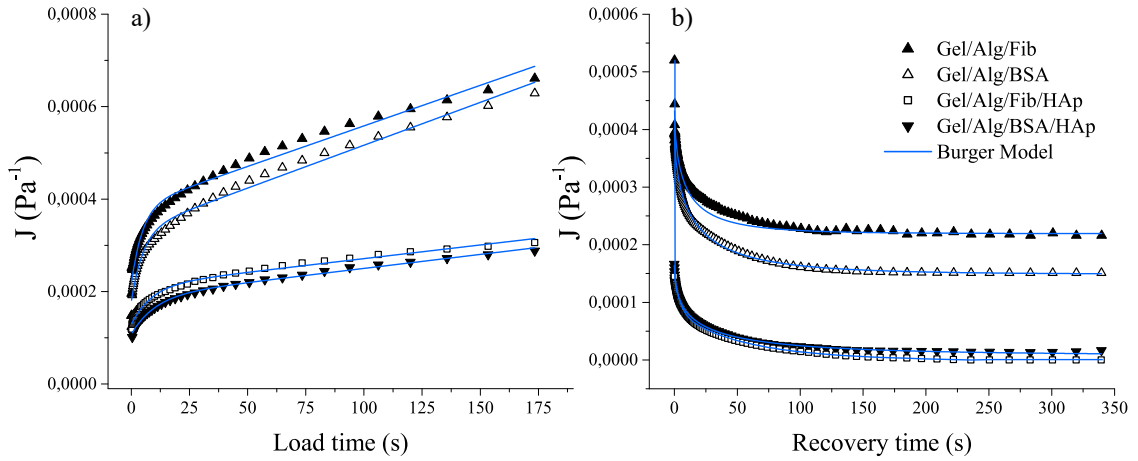 a)
0,0008
0,0006
0,0004
0,0002
0,0000
J (Pa⁻¹)
0 25 50 75 100 125 150 175
Load time (s)
b)
0,0006
0,0005
0,0004
0,0003
0,0002
0,0001
0,0000
J (Pa⁻¹)
0 50 100 150 200 250 300 350
Recovery time (s)
Gel/Alg/Fib
Gel/Alg/BSA
Gel/Alg/Fib/HAp
Gel/Alg/BSA/HAp
Burger Model